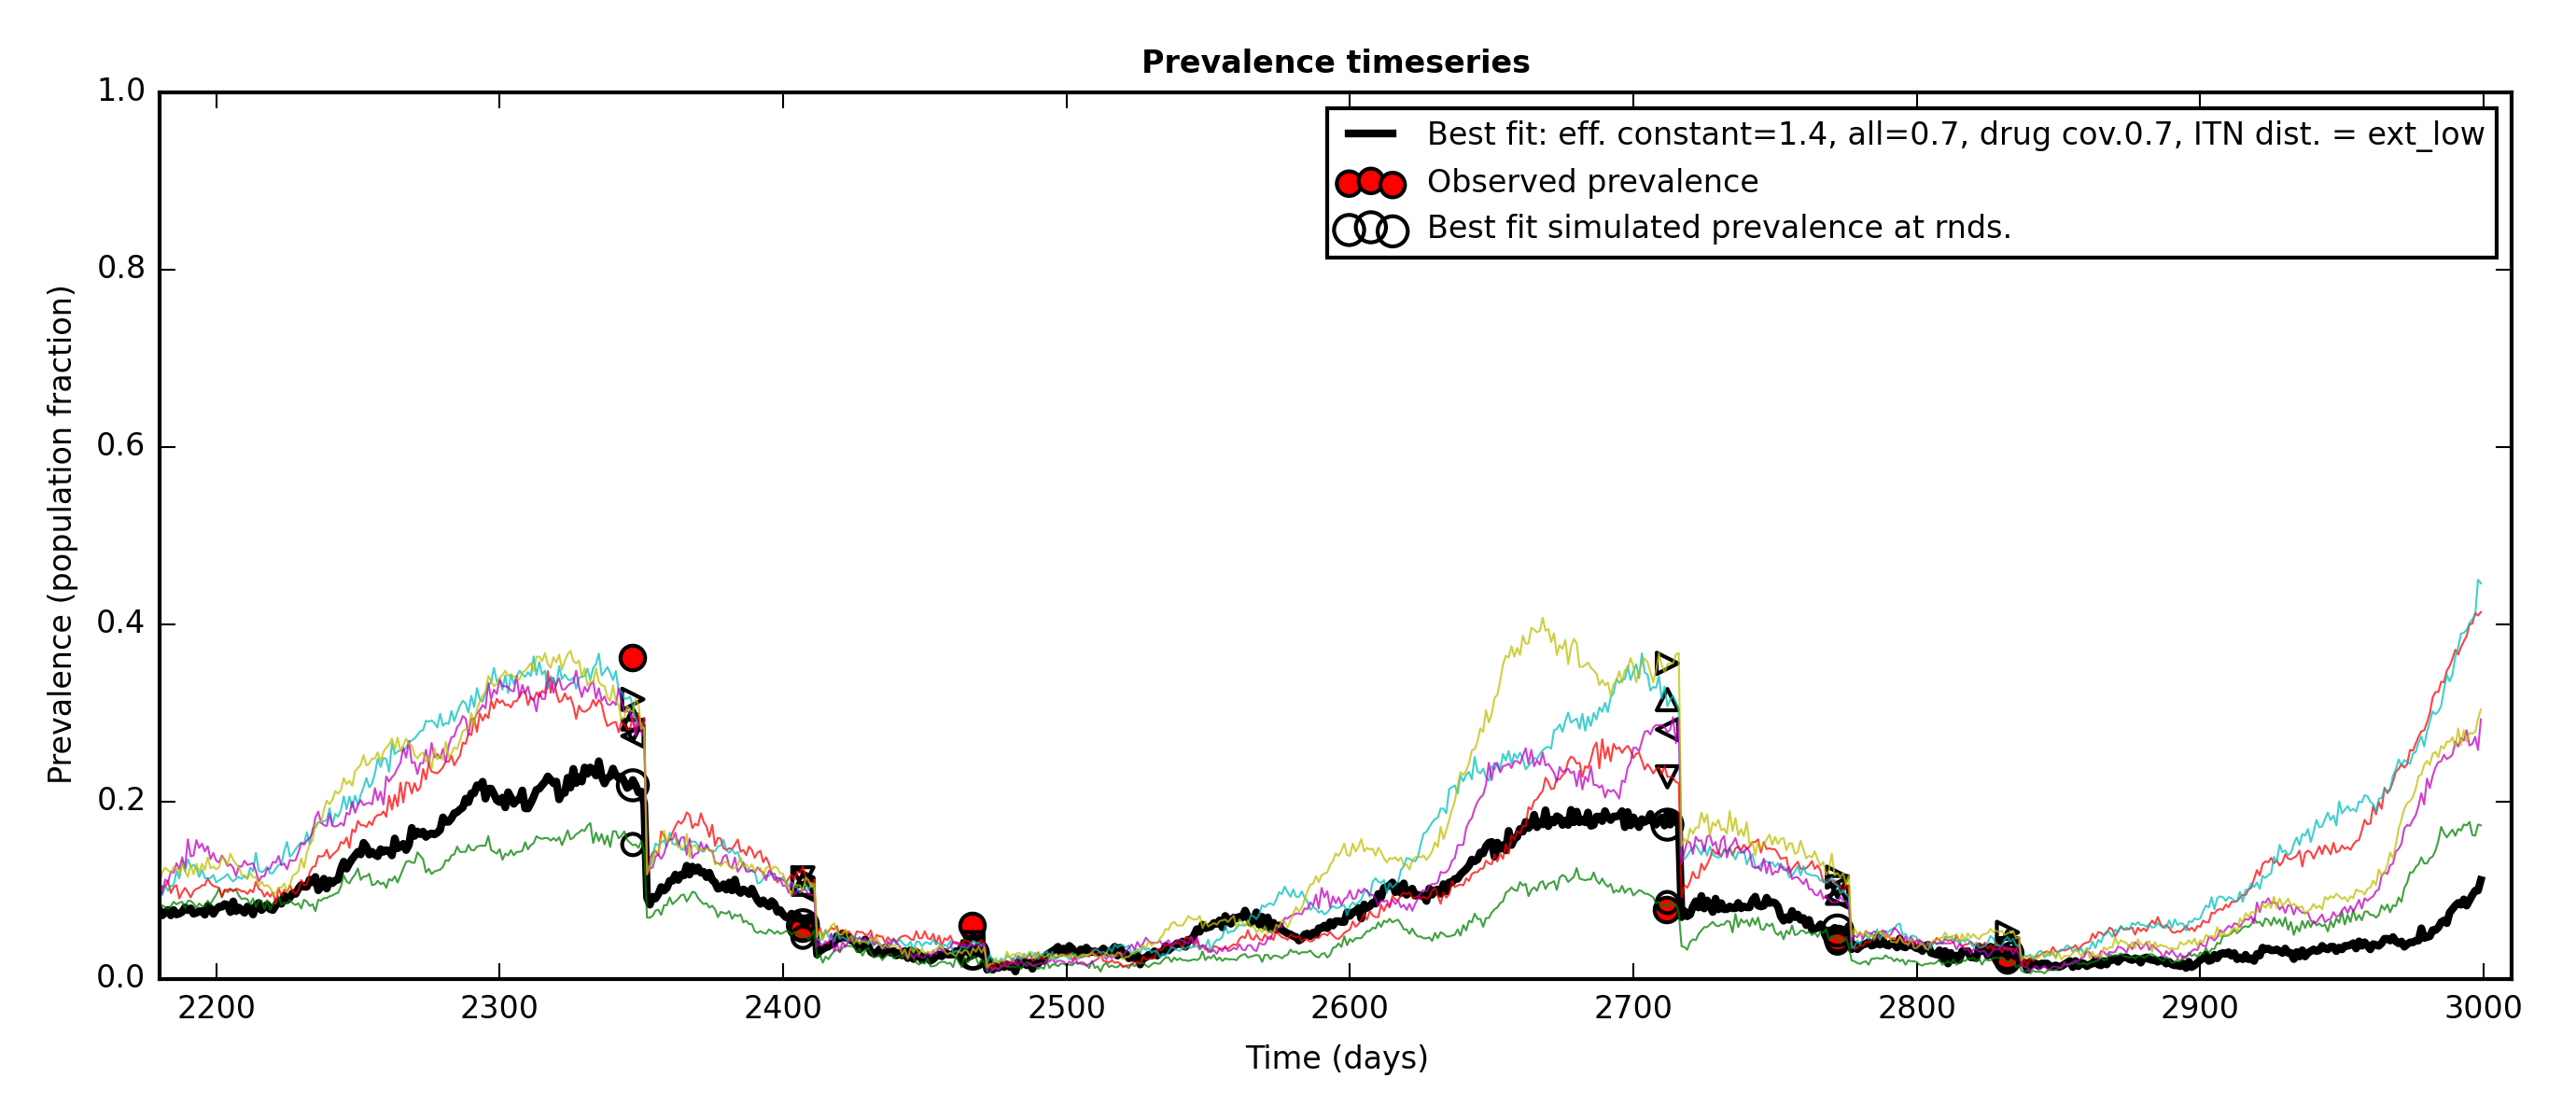 Prevalence timeseries
1.0
0.8
0.6
0.4
0.2
0.0
Prevalence (population fraction)
Best fit: eff. constant=1.4, all=0.7, drug cov.0.7, ITN dist. = ext_low
Observed prevalence
Best fit simulated prevalence at rnds.
2200 2300 2400 2500 2600 2700 2800 2900 3000
Time (days)